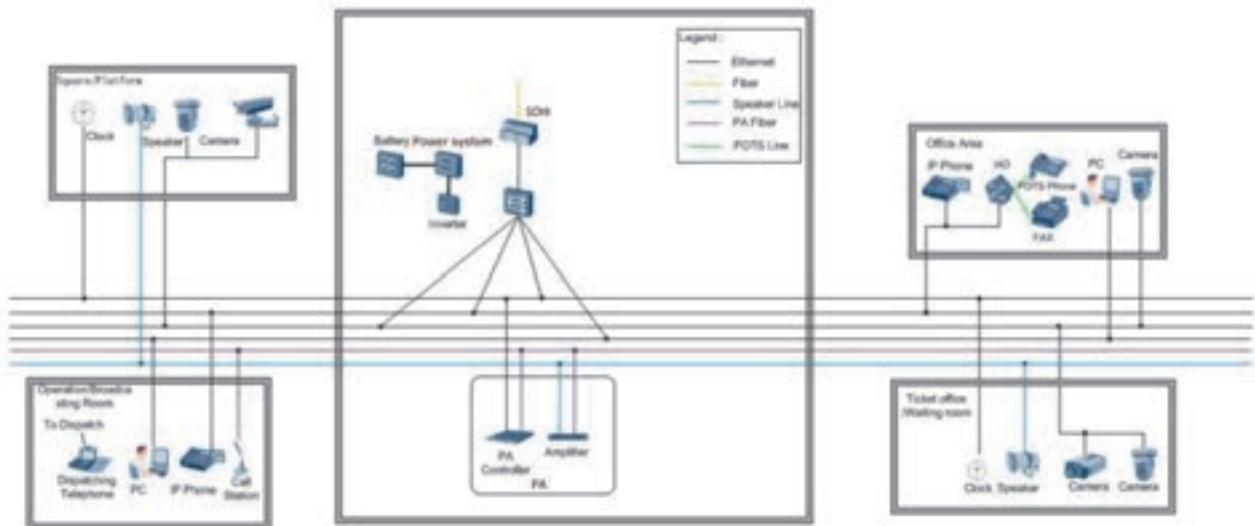 Square/Platform
Clock
Speaker
Camera
SDH
Battery Power system
Inverter
Legend :
Ethernet
Fiber
Speaker Line
PA Fiber
POTS Line
Office Area
IP Phone
IAD
POTS Phone
PC
Camera
FAX
Operation/Broadca
sting Room
To Dispatch
Dispatching
Telephone
PC
IP Phone
Call
Station
PA
Controller
Amplifier
PA
Ticket office
/Waiting room
Clock
Speaker
Camera
Camera